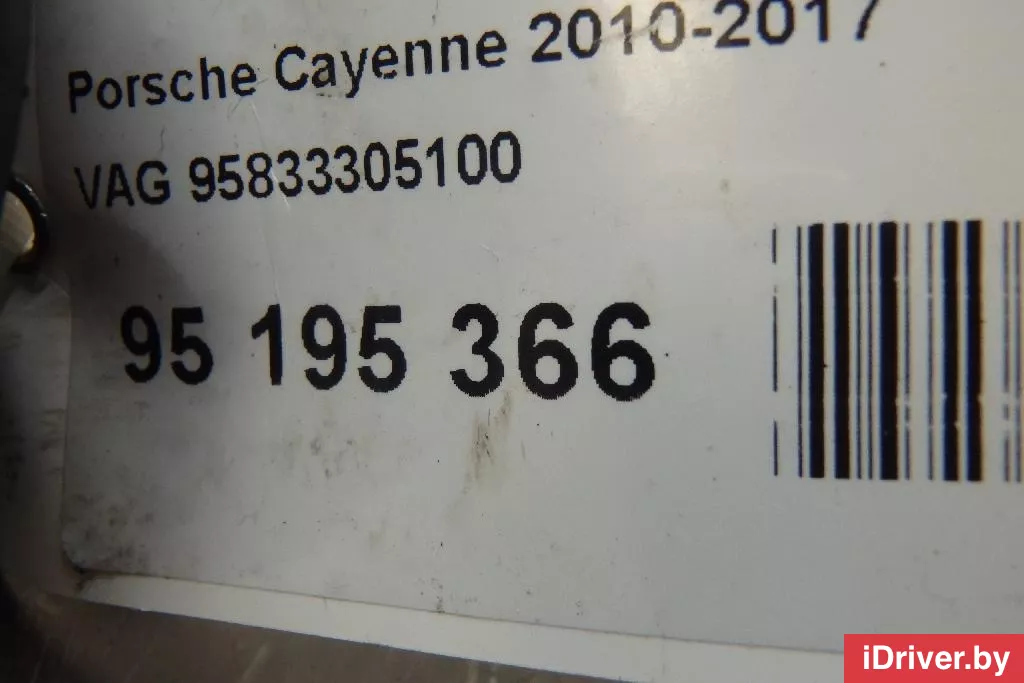 Porsche Cayenne 2010-2017
VAG 95833305100
95 195 366
iDriver.by